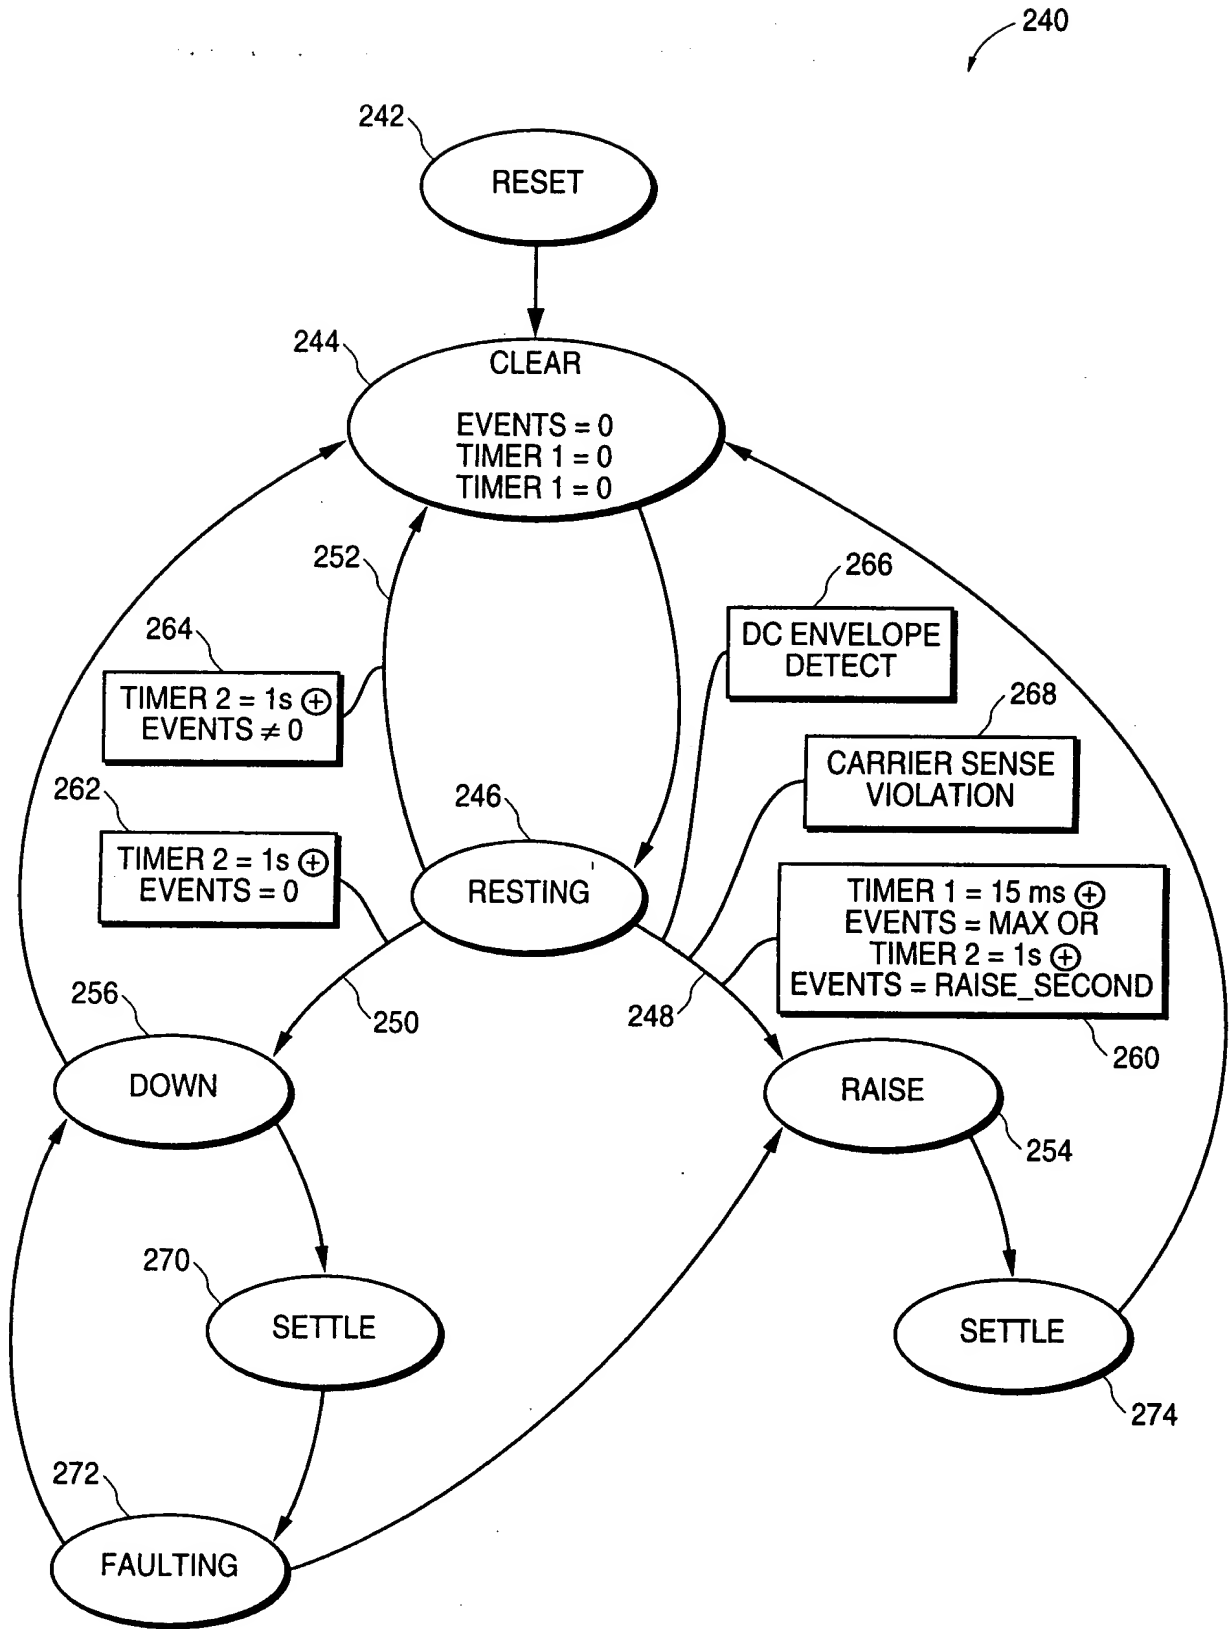 240
242
RESET
244
CLEAR
EVENTS = 0
TIMER 1 = 0
TIMER 1 = 0
252
266
DC ENVELOPE
DETECT
264
TIMER 2 = 1s ⊕
EVENTS ≠ 0
268
CARRIER SENSE
VIOLATION
262
TIMER 2 = 1s ⊕
EVENTS = 0
246
RESTING
TIMER 1 = 15 ms ⊕
EVENTS = MAX OR
TIMER 2 = 1s ⊕
EVENTS = RAISE_SECOND
260
256
250
248
DOWN
RAISE
254
270
SETTLE
SETTLE
274
272
FAULTING